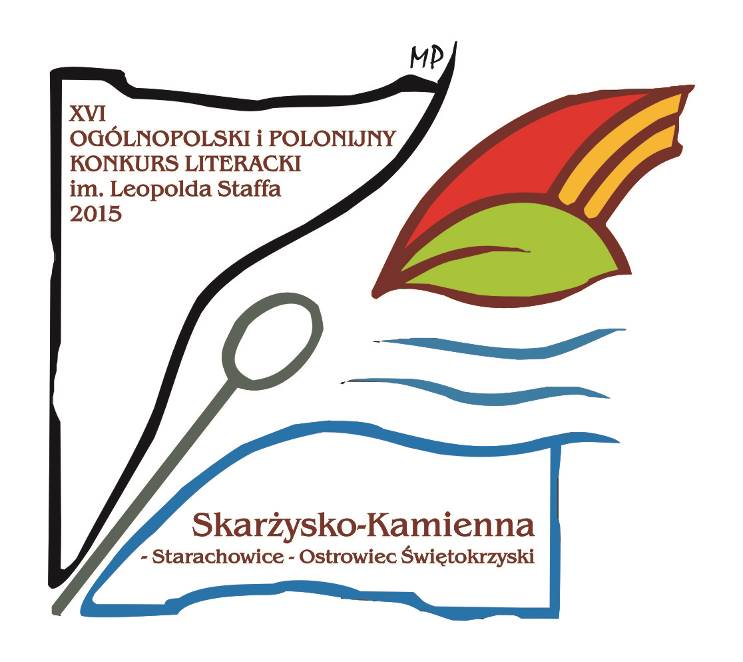 MP
XVI
OGÓLNOPOLSKI i POLONIJNY
KONKURS LITERACKI
im. Leopolda Staffa
2015
Skarżysko-Kamienna
- Starachowice - Ostrowiec Świętokrzyski